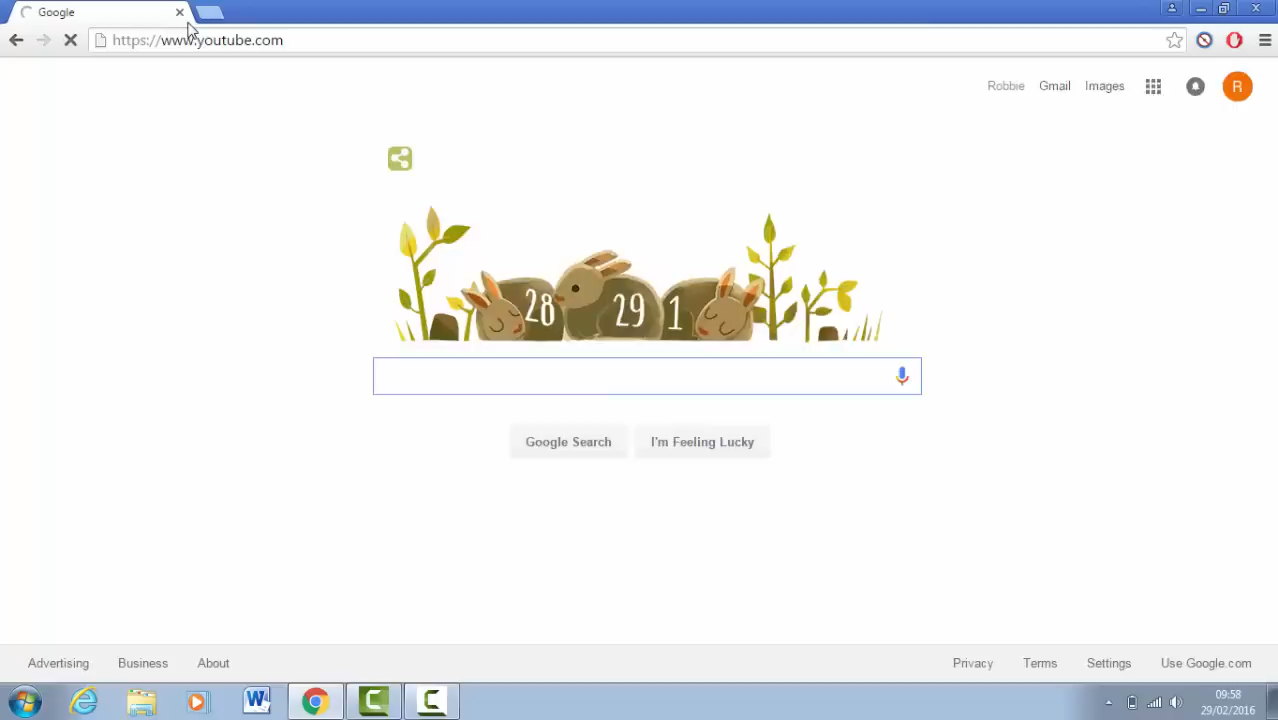 Google
https://www.youtube.com
Robbie Gmail Images R
28 29 1
Google Search I'm Feeling Lucky
Advertising Business About Privacy Terms Settings Use Google.com
09:58
29/02/2016